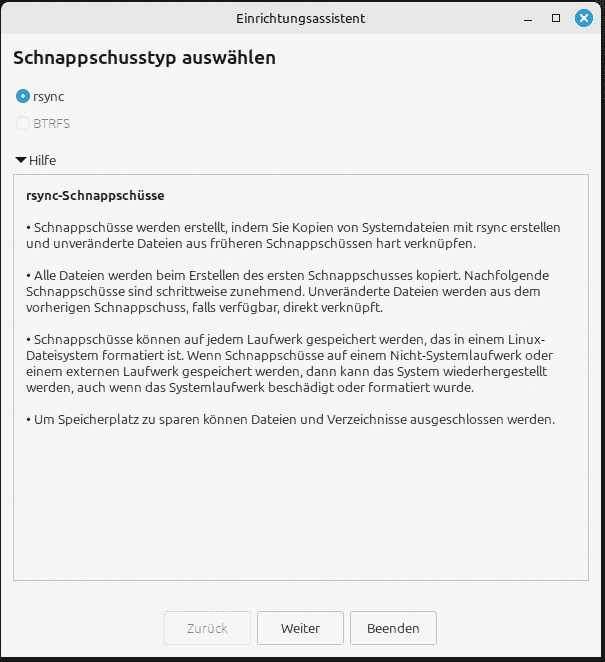 Einrichtungsassistent
Schnappschusstyp auswählen
rsync
BTRFS
Hilfe
rsync-Schnappschüsse
• Schnappschüsse werden erstellt, indem Sie Kopien von Systemdateien mit rsync erstellen
und unveränderte Dateien aus früheren Schnappschüssen hart verknüpfen.
• Alle Dateien werden beim Erstellen des ersten Schnappschusses kopiert. Nachfolgende
Schnappschüsse sind schrittweise zunehmend. Unveränderte Dateien werden aus dem
vorherigen Schnappschuss, falls verfügbar, direkt verknüpft.
• Schnappschüsse können auf jedem Laufwerk gespeichert werden, das in einem Linux-
Dateisystem formatiert ist. Wenn Schnappschüsse auf einem Nicht-Systemlaufwerk oder
einem externen Laufwerk gespeichert werden, dann kann das System wiederhergestellt
werden, auch wenn das Systemlaufwerk beschädigt oder formatiert wurde.
• Um Speicherplatz zu sparen können Dateien und Verzeichnisse ausgeschlossen werden.
Zurück
Weiter
Beenden